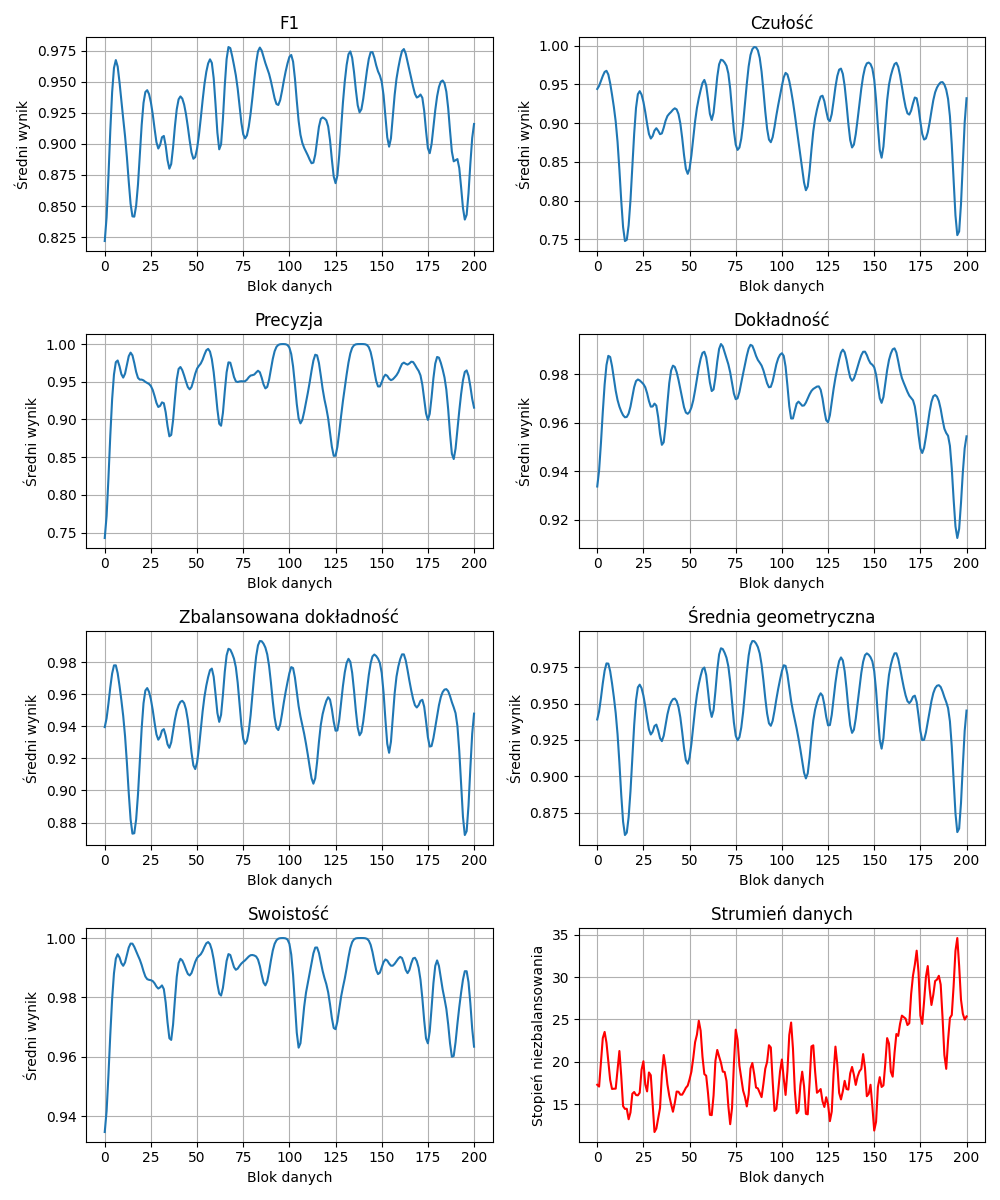 F1
Średni wynik
0.975
0.950
0.925
0.900
0.875
0.850
0.825
0 25 50 75 100 125 150 175 200
Blok danych
Czułość
Średni wynik
1.00
0.95
0.90
0.85
0.80
0.75
0 25 50 75 100 125 150 175 200
Blok danych
Precyzja
Średni wynik
1.00
0.95
0.90
0.85
0.80
0.75
0 25 50 75 100 125 150 175 200
Blok danych
Dokładność
Średni wynik
0.98
0.96
0.94
0.92
0 25 50 75 100 125 150 175 200
Blok danych
Zbalansowana dokładność
Średni wynik
0.98
0.96
0.94
0.92
0.90
0.88
0 25 50 75 100 125 150 175 200
Blok danych
Średnia geometryczna
Średni wynik
0.975
0.950
0.925
0.900
0.875
0 25 50 75 100 125 150 175 200
Blok danych
Swoistość
Średni wynik
1.00
0.98
0.96
0.94
0 25 50 75 100 125 150 175 200
Blok danych
Strumień danych
Stopień niezbalansowania
35
30
25
20
15
0 25 50 75 100 125 150 175 200
Blok danych